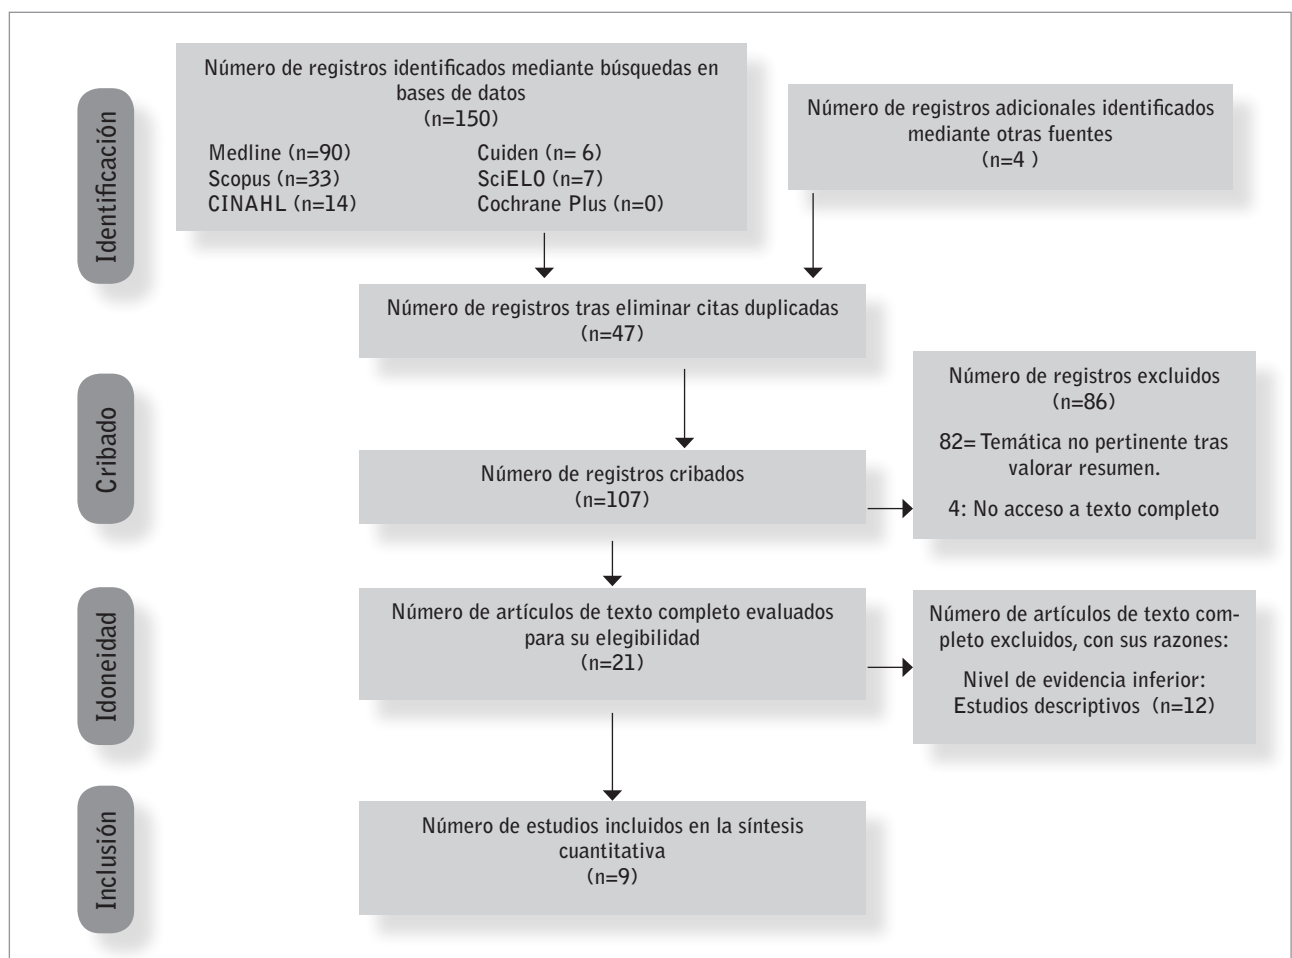 Identificación
Número de registros identificados mediante búsquedas en
bases de datos
(n=150)
Medline (n=90)
Scopus (n=33)
CINAHL (n=14)
Cuiden (n= 6)
SciELO (n=7)
Cochrane Plus (n=0)
Número de registros adicionales identificados
mediante otras fuentes
(n=4 )
Número de registros tras eliminar citas duplicadas
(n=47)
Cribado
Número de registros cribados
(n=107)
Número de registros excluidos
(n=86)
82= Temática no pertinente tras
valorar resumen.
4: No acceso a texto completo
Idoneidad
Número de artículos de texto completo evaluados
para su elegibilidad
(n=21)
Número de artículos de texto com-
pleto excluidos, con sus razones:
Nivel de evidencia inferior:
Estudios descriptivos (n=12)
Inclusión
Número de estudios incluidos en la síntesis
cuantitativa
(n=9)